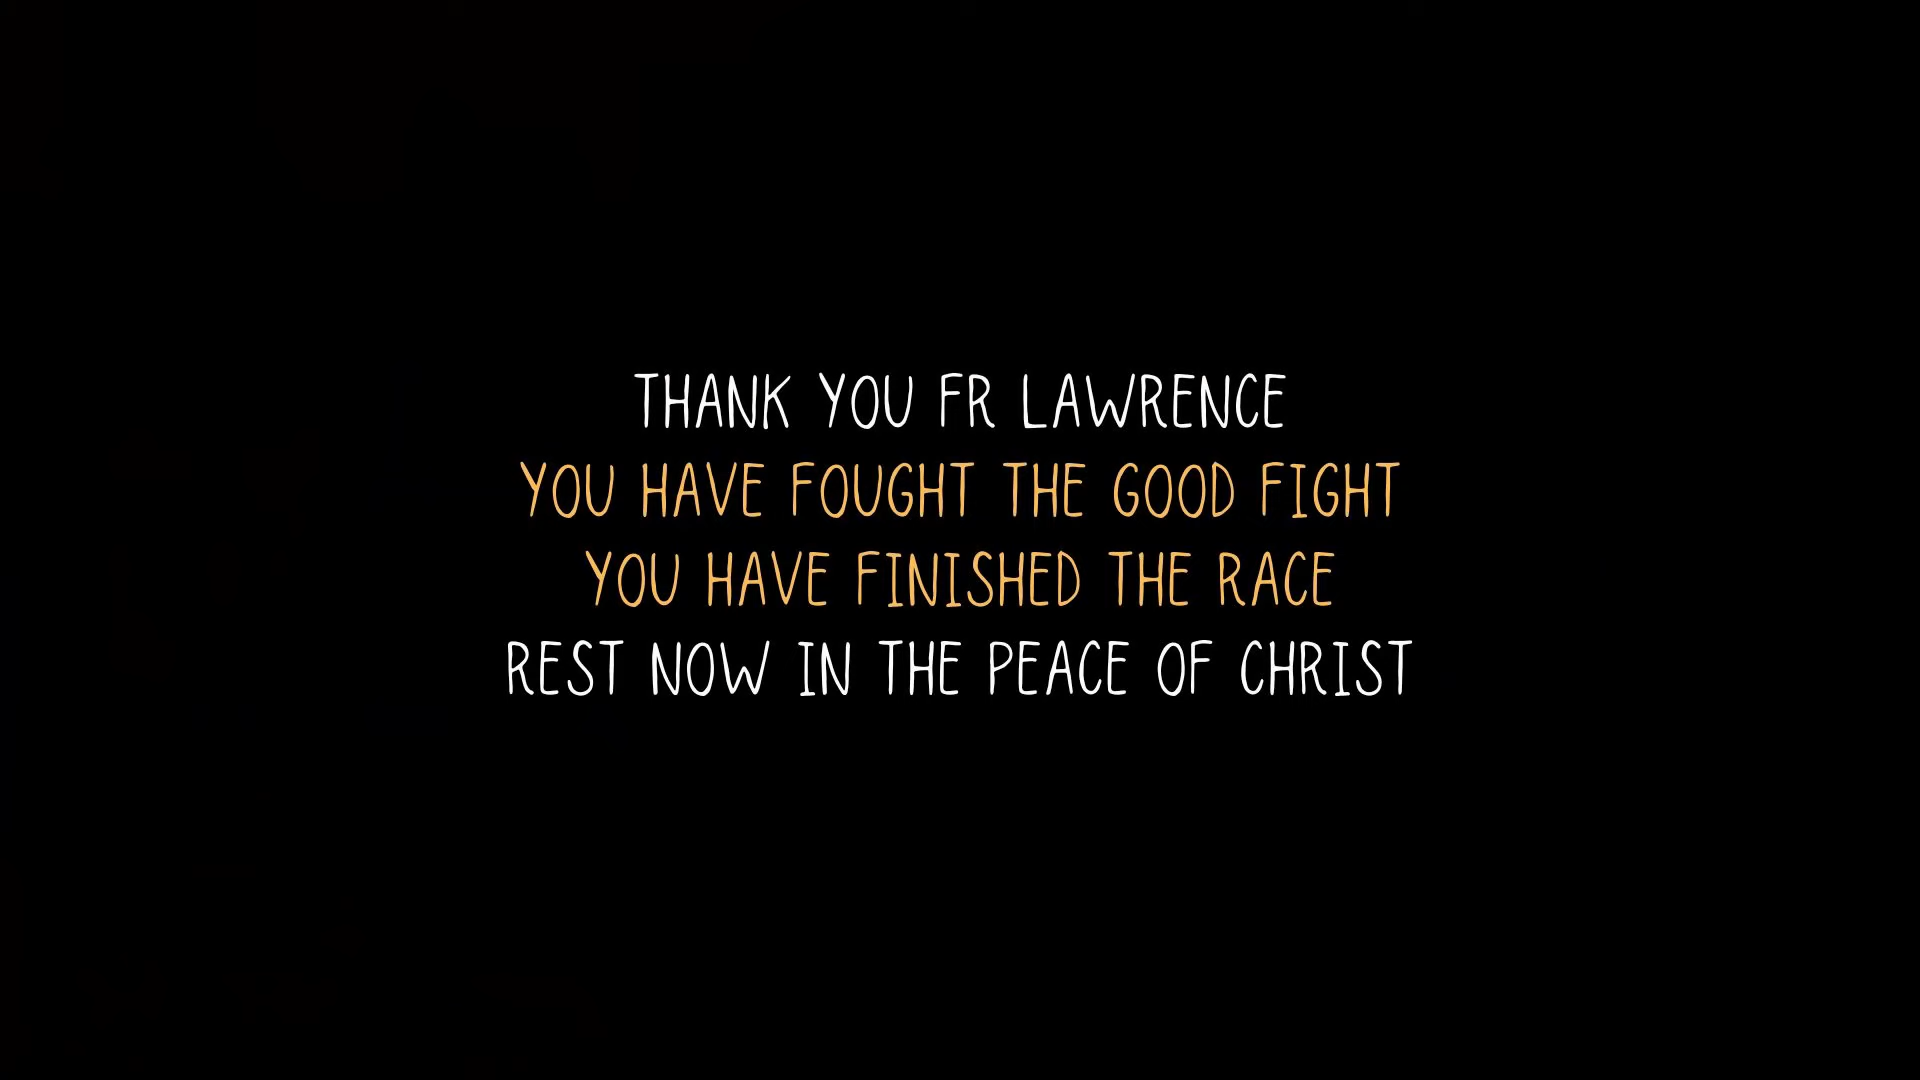 THANK YOU FR LAWRENCE
YOU HAVE FOUGHT THE GOOD FIGHT
YOU HAVE FINISHED THE RACE
REST NOW IN THE PEACE OF CHRIST